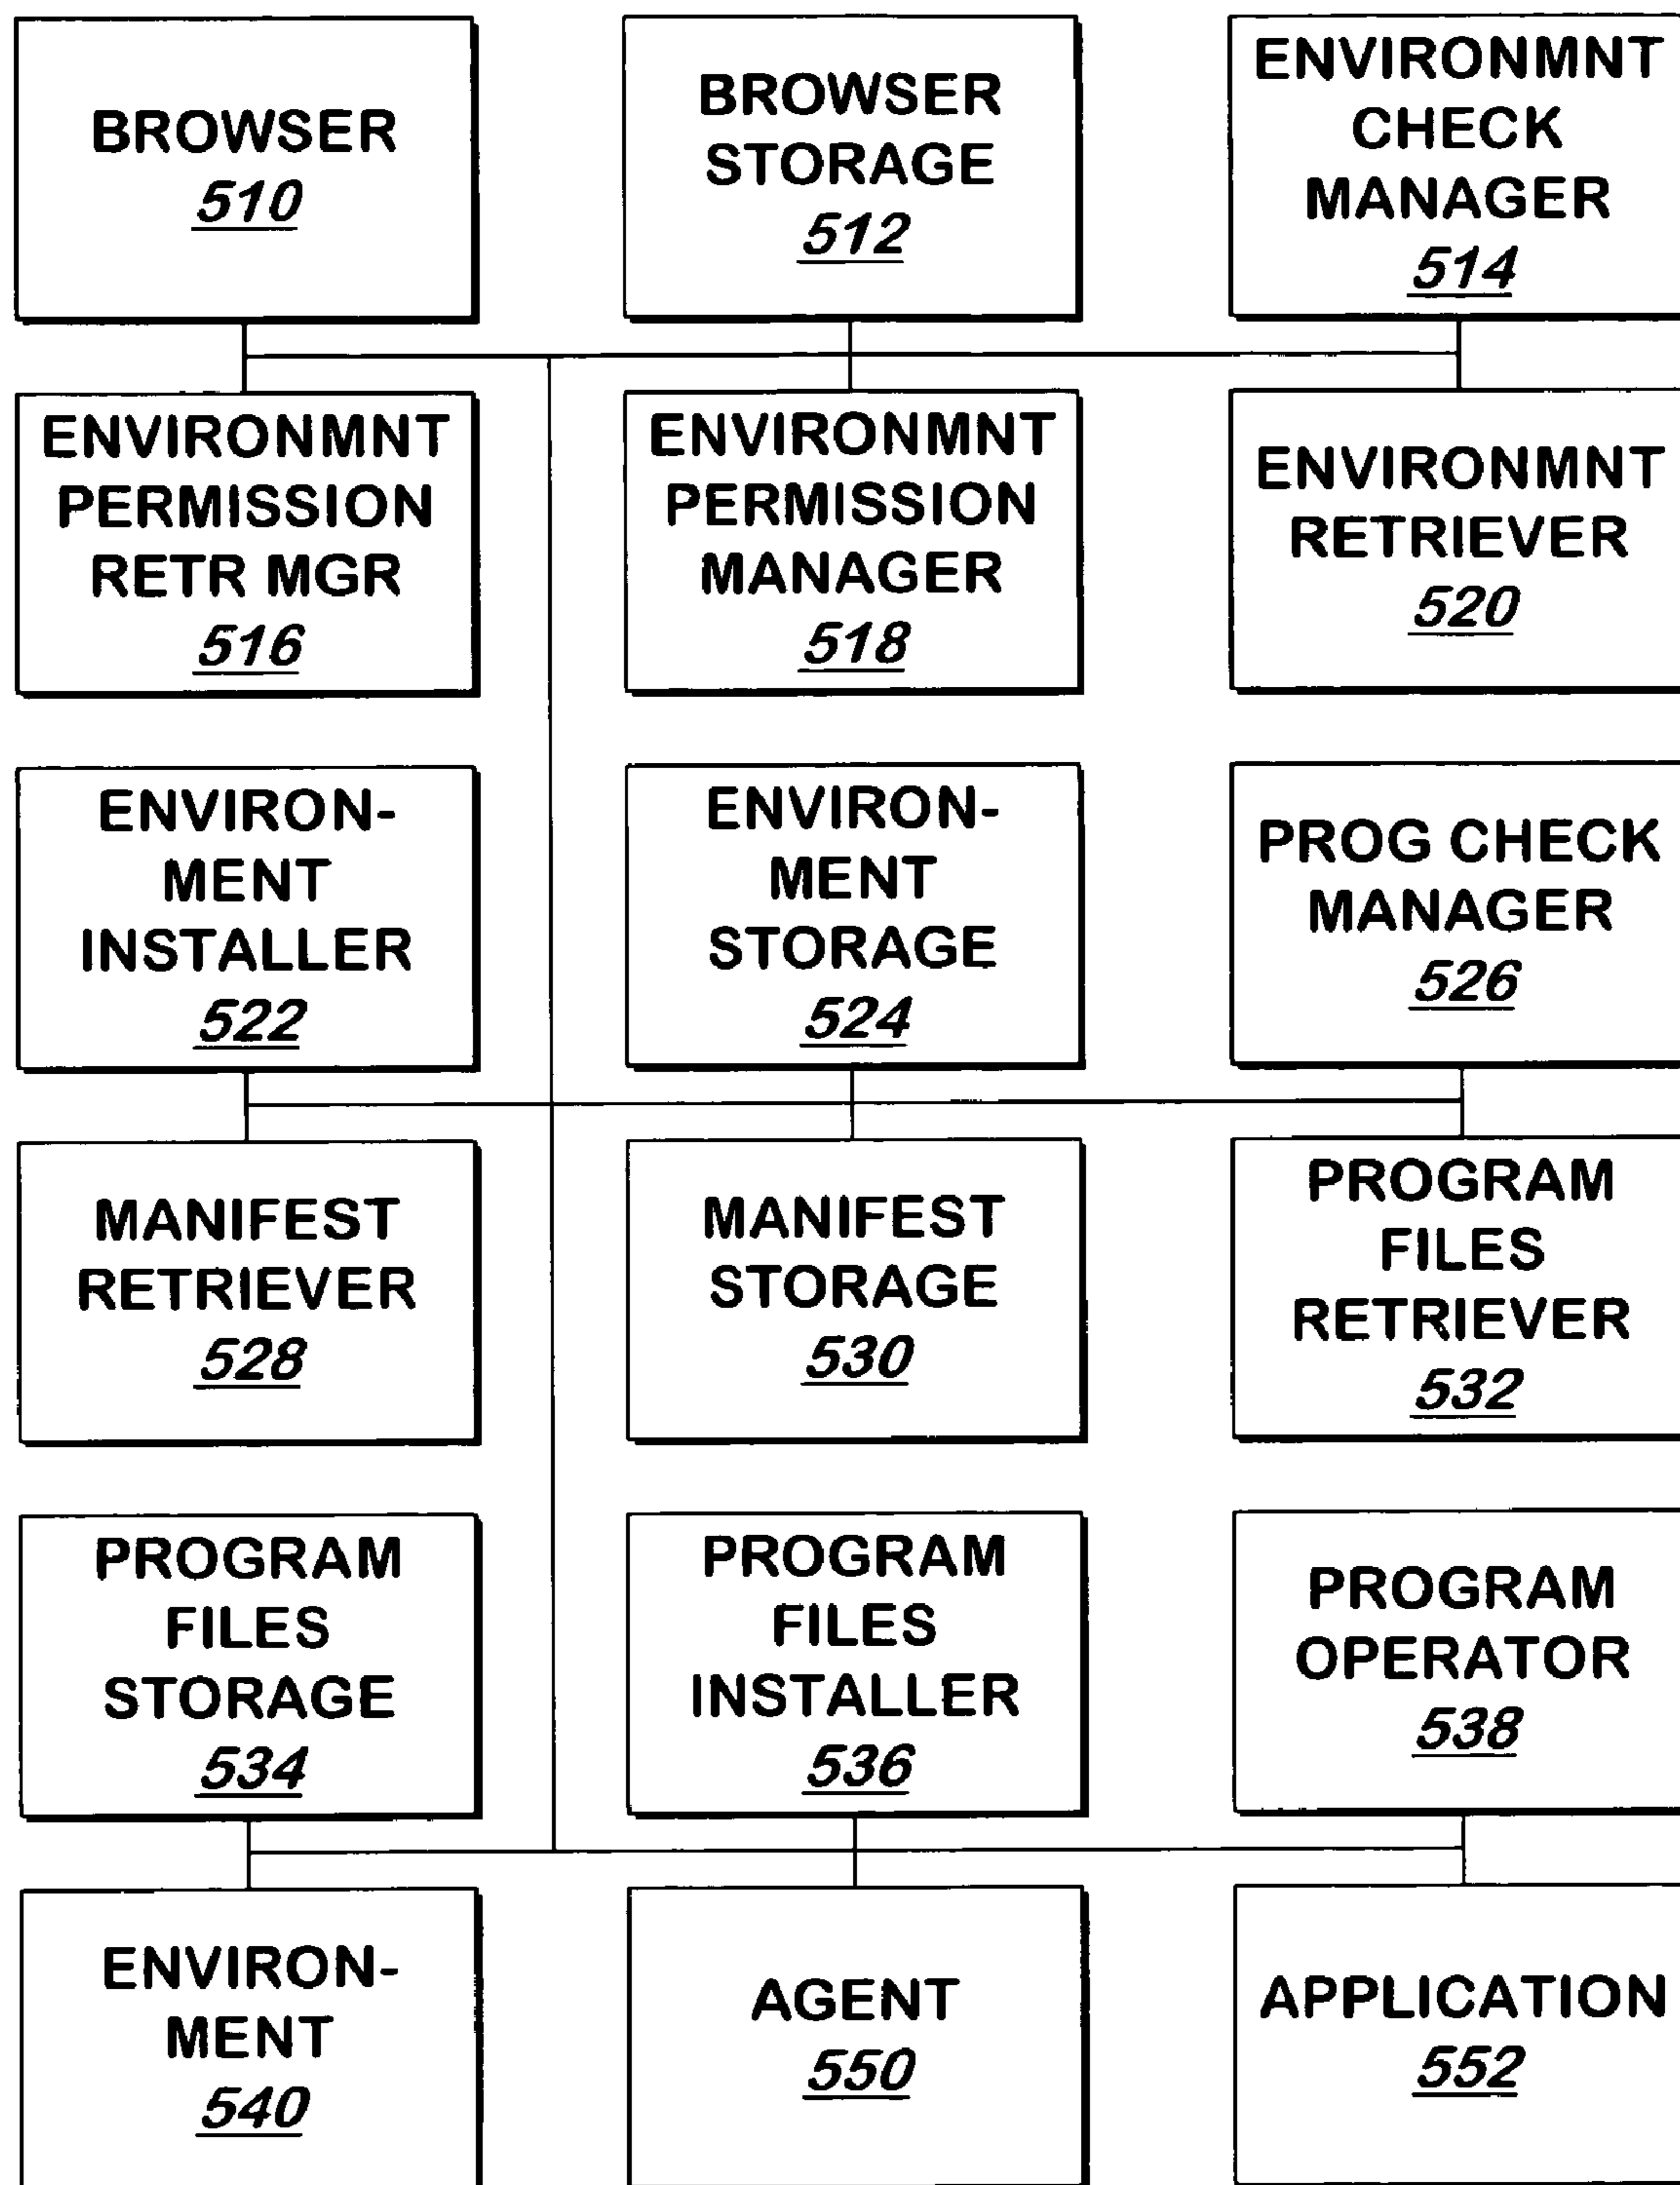 BROWSER
510
BROWSER
STORAGE
512
ENVIRONMNT
CHECK
MANAGER
514
ENVIRONMNT
PERMISSION
RETR MGR
516
ENVIRONMNT
PERMISSION
MANAGER
518
ENVIRONMNT
RETRIEVER
520
ENVIRON-
MENT
INSTALLER
522
ENVIRON-
MENT
STORAGE
524
PROG CHECK
MANAGER
526
MANIFEST
RETRIEVER
528
MANIFEST
STORAGE
530
PROGRAM
FILES
RETRIEVER
532
PROGRAM
FILES
STORAGE
534
PROGRAM
FILES
INSTALLER
536
PROGRAM
OPERATOR
538
ENVIRON-
MENT
540
AGENT
550
APPLICATION
552